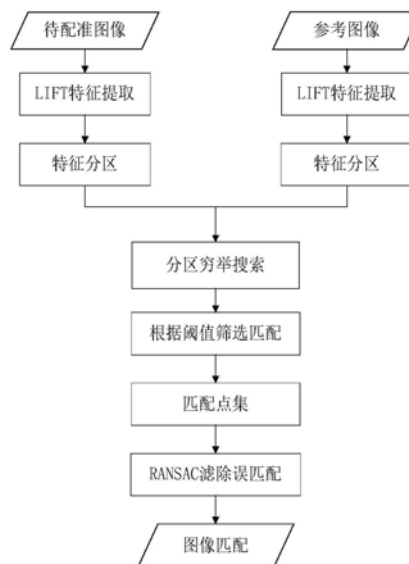 待配准图像
参考图像
LIFT特征提取
LIFT特征提取
特征分区
特征分区
分区穷举搜索
根据阈值筛选匹配
匹配点集
RANSAC滤除误匹配
图像匹配